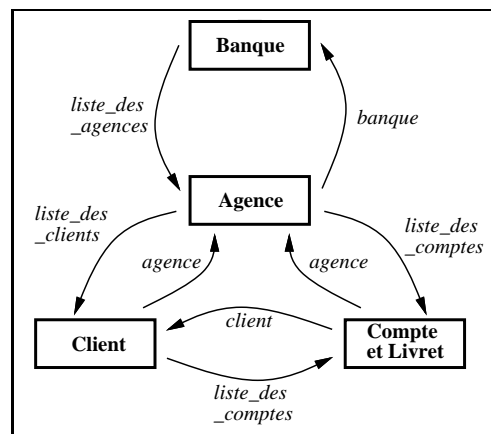 Banque
liste_des
_agences
banque
Agence
liste_des
_clients
liste_des
_comptes
agence
agence
client
Client
Compte
et Livret
liste_des
_comptes